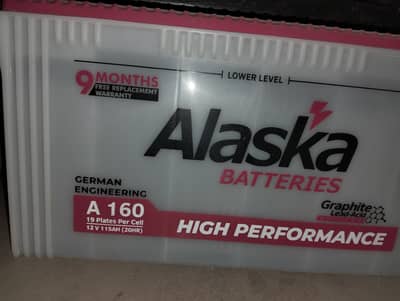 9 MONTHS
FREE REPLACEMENT
WARRANTY
LOWER LEVEL
Alaska
BATTERIES
GERMAN
ENGINEERING
A 160
19 Plates Per Cell
12 V 115AH (20HR)
Graphite
Lead-Acid
HIGH PERFORMANCE